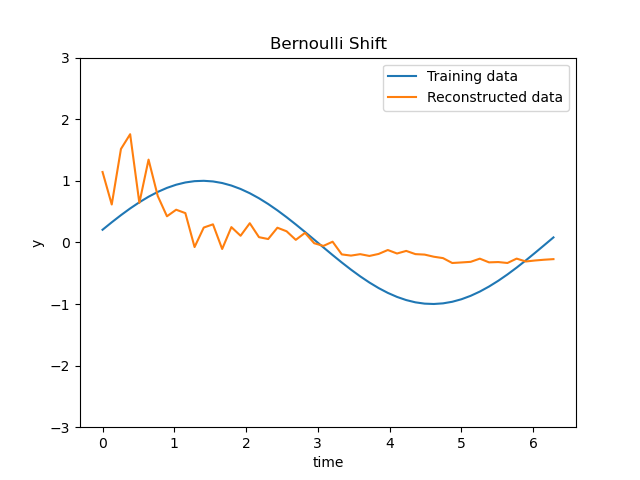 Bernoulli Shift
Training data
Reconstructed data
3
2
1
0
−1
−2
−3
y
0 1 2 3 4 5 6
time